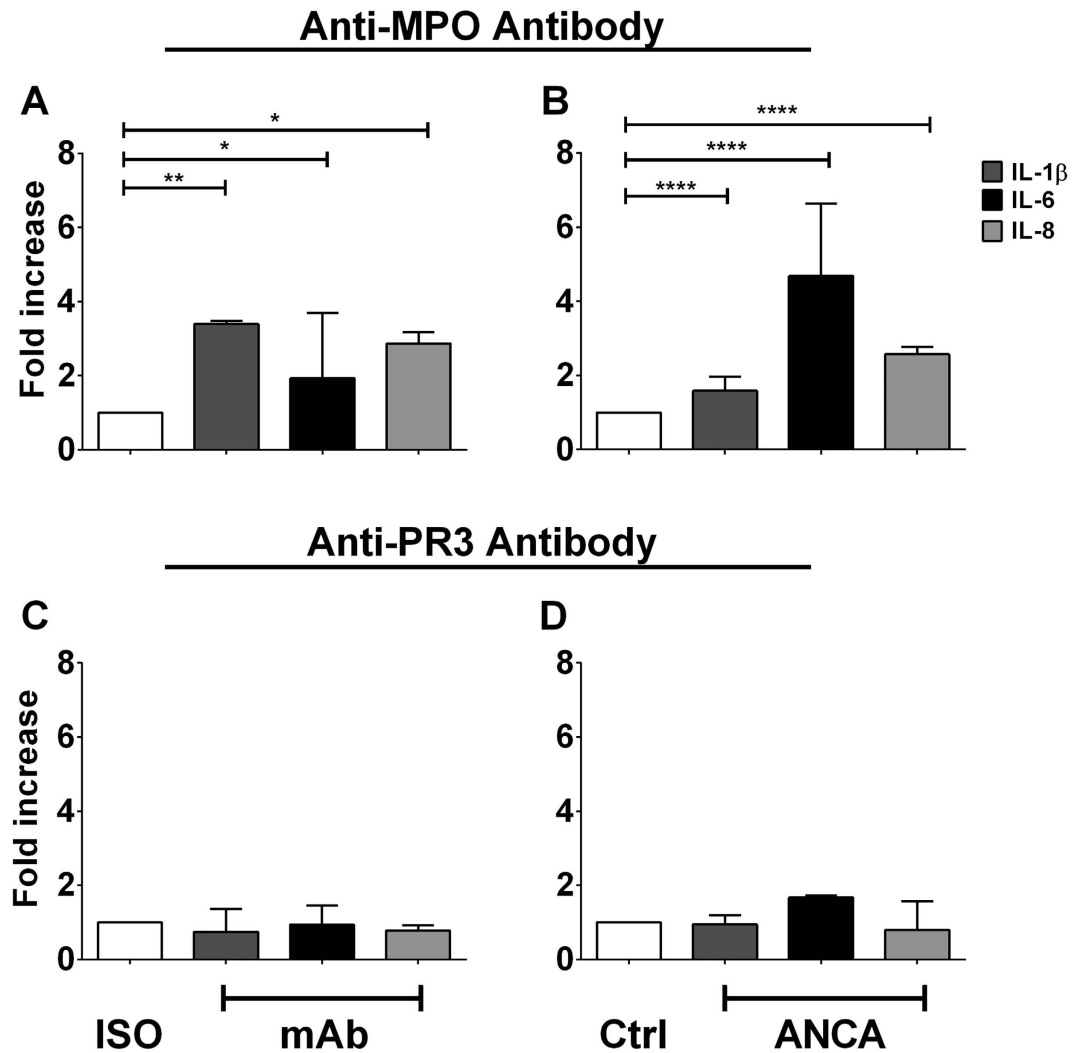 Anti-MPO Antibody
A
B
*
*
**
****
****
****
8
6
4
2
0
Fold increase
8
6
4
2
0
IL-1β
IL-6
IL-8
Anti-PR3 Antibody
C
D
8
6
4
2
0
Fold increase
8
6
4
2
0
ISO mAb
Ctrl ANCA